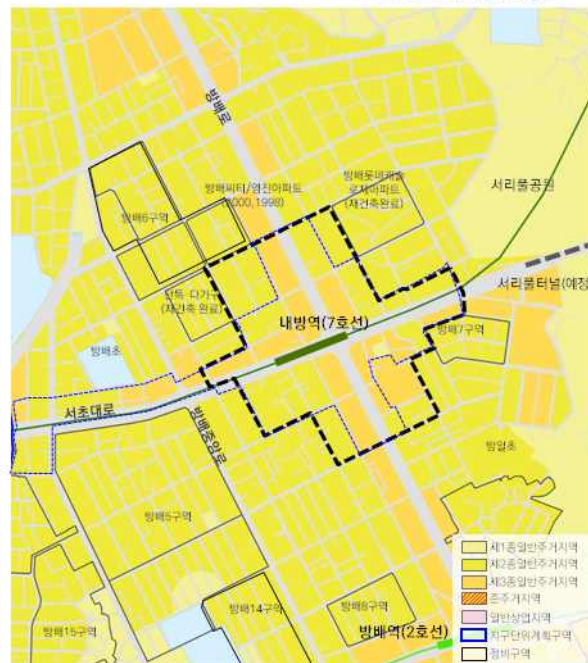 방배로
방배씨티/염진아파트
(2000,1998)
방배롯데캐슬
로제아파트
(재건축완료)
서리풀공원
방배6구역
단독·다가구
(재건축 완료)
서리풀터널(예정
내방역(7호선)
방배7구역
방배초
서초대로
방배중앙로
방일초
방배5구역
방배14구역
방배8구역
방배15구역
방배역(2호선)
제1종일반주거지역
제2종일반주거지역
제3종일반주거지역
준주거지역
일반상업지역
지구단위계획구역
정비구역